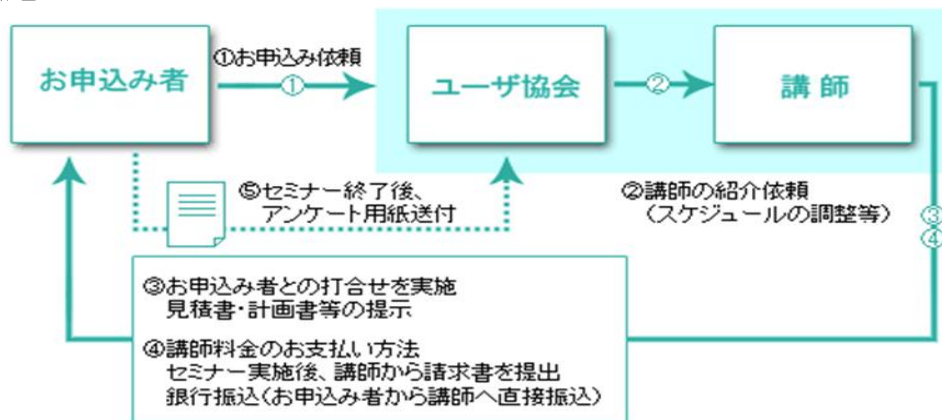 ①お申込み依頼
お申込み者
①
ユーザ協会
②
講師
⑤セミナー終了後、
アンケート用紙送付
②講師の紹介依頼
（スケジュールの調整等）
③
④
③お申込み者との打合せを実施
見積書・計画書等の提示
④講師料金のお支払い方法
セミナー実施後、講師から請求書を提出
銀行振込（お申込み者から講師へ直接振込）